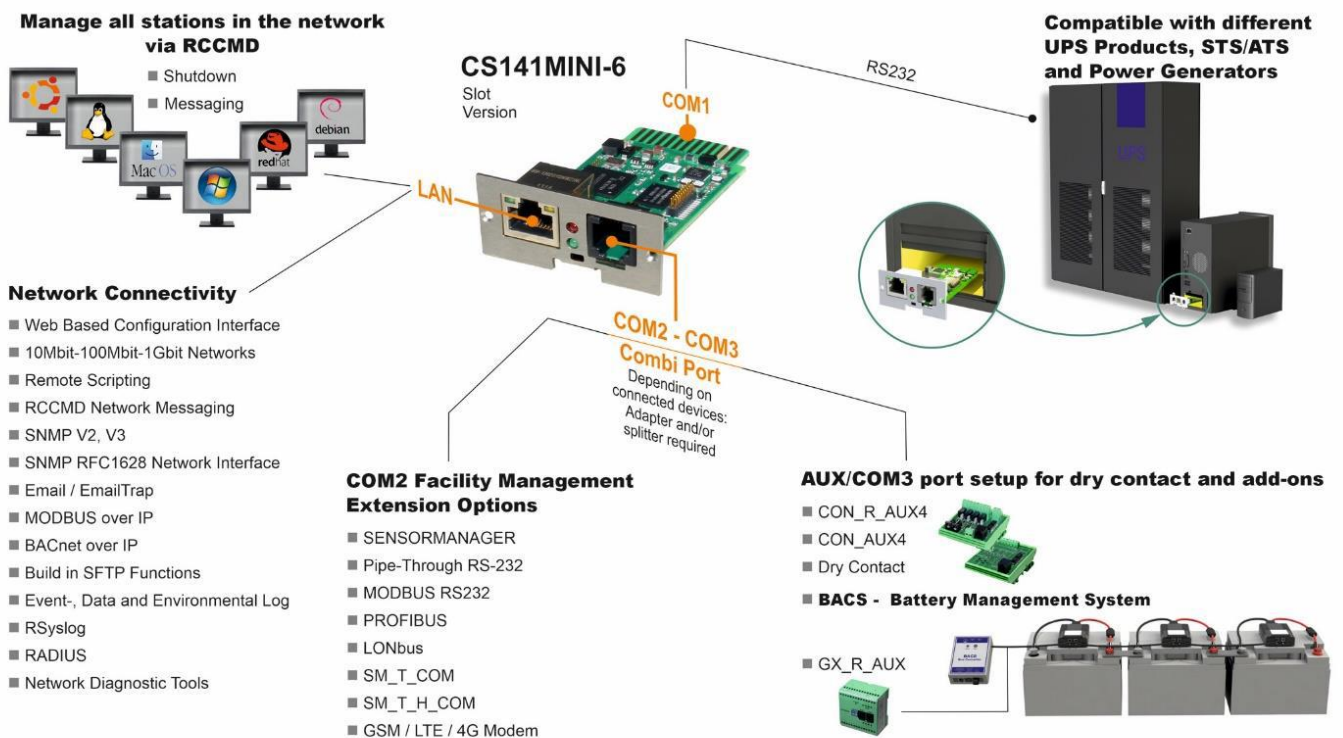 Manage all stations in the network
via RCCMD
Shutdown
Messaging
debian
redhat
Mac OS
CS141MINI-6
Slot
Version
COM1
LAN
RS232
Compatible with different
UPS Products, STS/ATS
and Power Generators
UPS
COM2 - COM3
Combi Port
Depending on
connected devices:
Adapter and/or
splitter required
Network Connectivity
Web Based Configuration Interface
10Mbit-100Mbit-1Gbit Networks
Remote Scripting
RCCMD Network Messaging
SNMP V2, V3
SNMP RFC1628 Network Interface
Email / EmailTrap
MODBUS over IP
BACnet over IP
Build in SFTP Functions
Event-, Data and Environmental Log
RSyslog
RADIUS
Network Diagnostic Tools
COM2 Facility Management
Extension Options
SENSORMANAGER
Pipe-Through RS-232
MODBUS RS232
PROFIBUS
LONbus
SM_T_COM
SM_T_H_COM
GSM / LTE / 4G Modem
AUX/COM3 port setup for dry contact and add-ons
CON_R_AUX4
CON_AUX4
Dry Contact
BACS - Battery Management System
GX_R_AUX
BACS